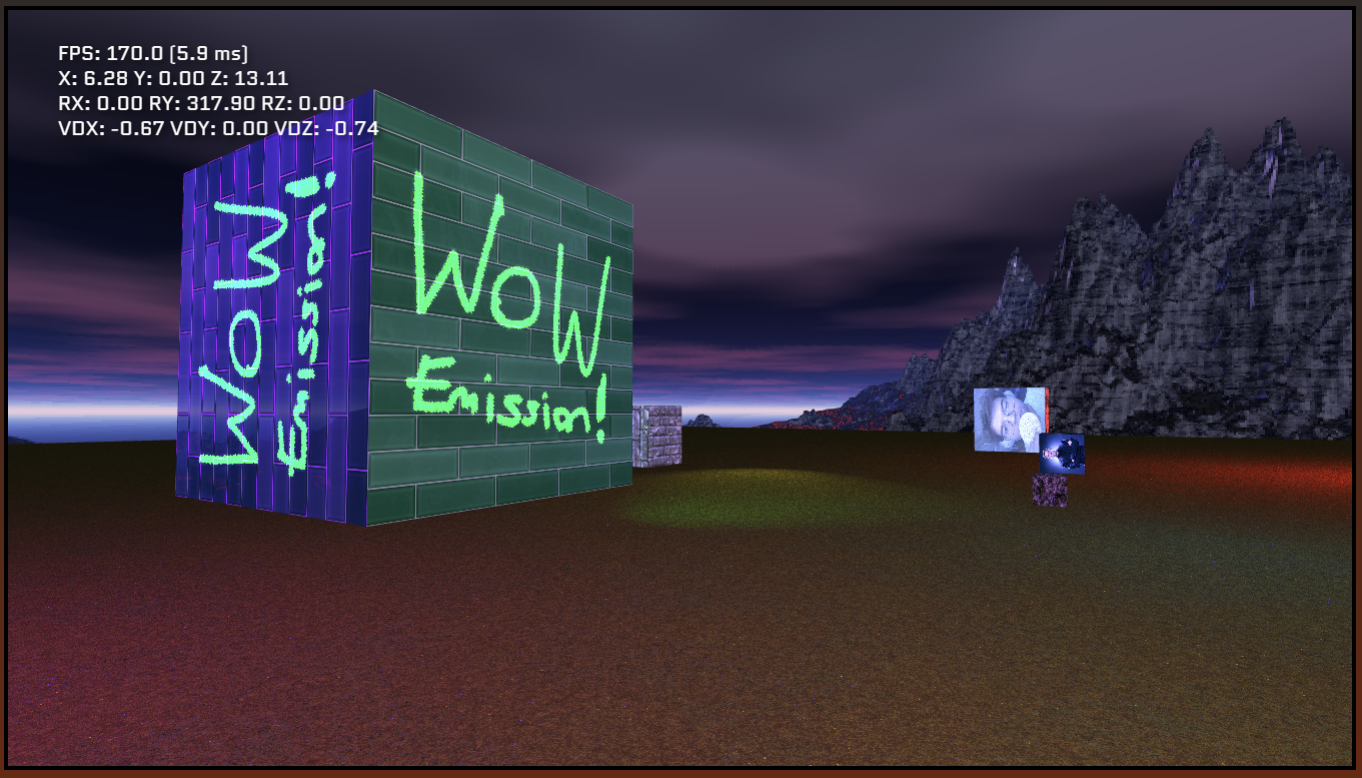 FPS: 170.0 (5.9 ms)
X: 6.28 Y: 0.00 Z: 13.11
RX: 0.00 RY: 317.90 RZ: 0.00
VDX: -0.67 VDY: 0.00 VDZ: -0.74
WoW
Emission!
WoW
Emission!